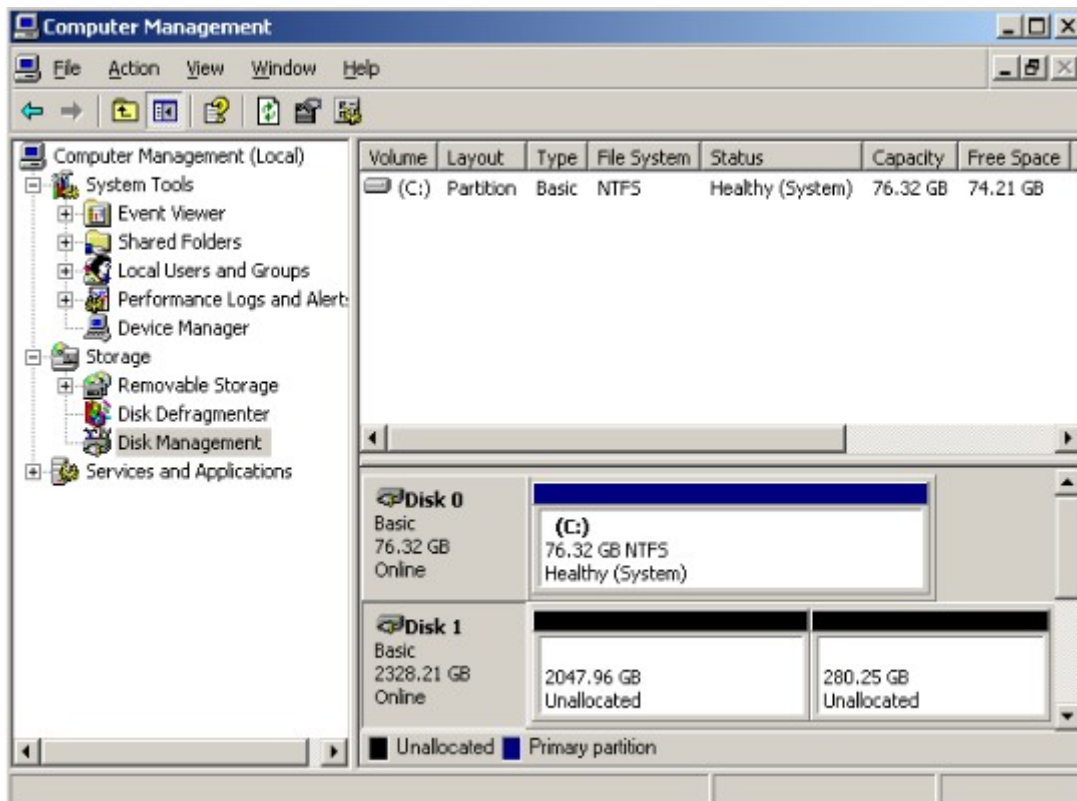 Computer Management
File Action View Window Help
Computer Management (Local)
System Tools
Event Viewer
Shared Folders
Local Users and Groups
Performance Logs and Alert
Device Manager
Storage
Removable Storage
Disk Defragmenter
Disk Management
Services and Applications
Volume Layout Type File System Status Capacity Free Space
(C:) Partition Basic NTFS Healthy (System) 76.32 GB 74.21 GB
Disk 0
Basic
76.32 GB
Online
(C:)
76.32 GB NTFS
Healthy (System)
Disk 1
Basic
2328.21 GB
Online
2047.96 GB
Unallocated
280.25 GB
Unallocated
Unallocated Primary partition